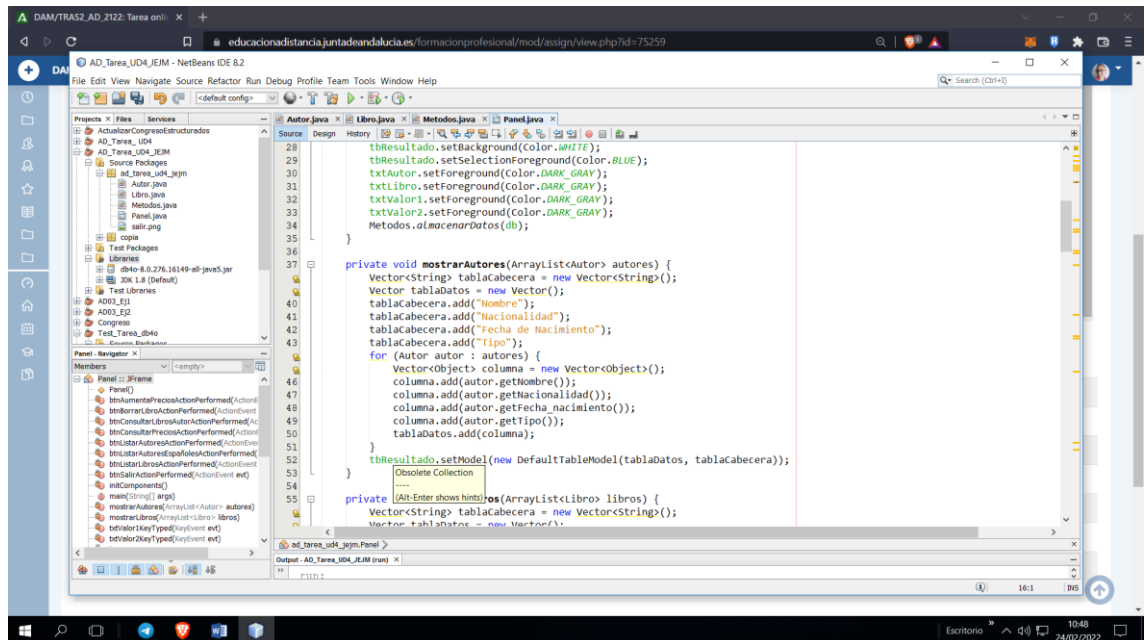 DAM/TRAS2_AD_2122: Tarea onli
educacionadistancia.juntadeandalucia.es/formacionprofesional/mod/assign/view.php?id=75259
AD_Tarea_UD4_JEJM - NetBeans IDE 8.2
File Edit View Navigate Source Refactor Run Debug Profile Team Tools Window Help
Search (Ctrl+I)
<default config>
Projects Files Services
ActualizarCongresoEstructurados
AD_Tarea_ UD4
AD_Tarea_UD4_JEJM
Source Packages
ad_tarea_ud4_jejm
Autor.java
Libro.java
Metodos.java
Panel.java
salir.png
copia
Test Packages
Libraries
db4o-8.0.276.16149-all-java5.jar
JDK 1.8 (Default)
Test Libraries
AD03_Ej1
AD03_Ej2
Congreso
Test_Tarea_db4o
Source Packages
Panel - Navigator
Members <empty>
Panel :: JFrame
Panel()
btnAumentaPreciosActionPerformed(ActionE
btnBorrarLibroActionPerformed(ActionEvent
btnConsultarLibrosAutorActionPerformed(Ac
btnConsultarPreciosActionPerformed(Action
btnListarAutoresActionPerformed(ActionEver
btnListarAutoresEspañolesActionPerformed(
btnListarLibrosActionPerformed(ActionEven
btnSalirActionPerformed(ActionEvent evt)
initComponents()
main(String[] args)
mostrarAutores(ArrayList<Autor> autores)
mostrarLibros(ArrayList<Libro> libros)
txtValor1KeyTyped(KeyEvent evt)
txtValor2KeyTyped(KeyEvent evt)
Autor.java Libro.java Metodos.java Panel.java
Source Design History
28 tbResultado.setBackground(Color.WHITE);
29 tbResultado.setSelectionForeground(Color.BLUE);
30 txtAutor.setForeground(Color.DARK_GRAY);
31 txtLibro.setForeground(Color.DARK_GRAY);
32 txtValor1.setForeground(Color.DARK_GRAY);
33 txtValor2.setForeground(Color.DARK_GRAY);
34 Metodos.almacenarDatos(db);
35 }
36
37 private void mostrarAutores(ArrayList<Autor> autores) {
Vector<String> tablaCabecera = new Vector<String>();
Vector tablaDatos = new Vector();
40 tablaCabecera.add("Nombre");
41 tablaCabecera.add("Nacionalidad");
42 tablaCabecera.add("Fecha de Nacimiento");
43 tablaCabecera.add("Tipo");
for (Autor autor : autores) {
Vector<Object> columna = new Vector<Object>();
46 columna.add(autor.getNombre());
47 columna.add(autor.getNacionalidad());
48 columna.add(autor.getFecha_nacimiento());
49 columna.add(autor.getTipo());
50 tablaDatos.add(columna);
51 }
52 tbResultado.setModel(new DefaultTableModel(tablaDatos, tablaCabecera));
53 }
54
55 private os(ArrayList<Libro> libros) {
Vector<String> tablaCabecera = new Vector<String>();
Vector tablaDatos = new Vector();
Obsolete Collection
----
(Alt-Enter shows hints)
ad_tarea_ud4_jejm.Panel
Output - AD_Tarea_UD4_JEJM (run)
run:
16:1 INS
Escritorio
10:48
24/02/2022